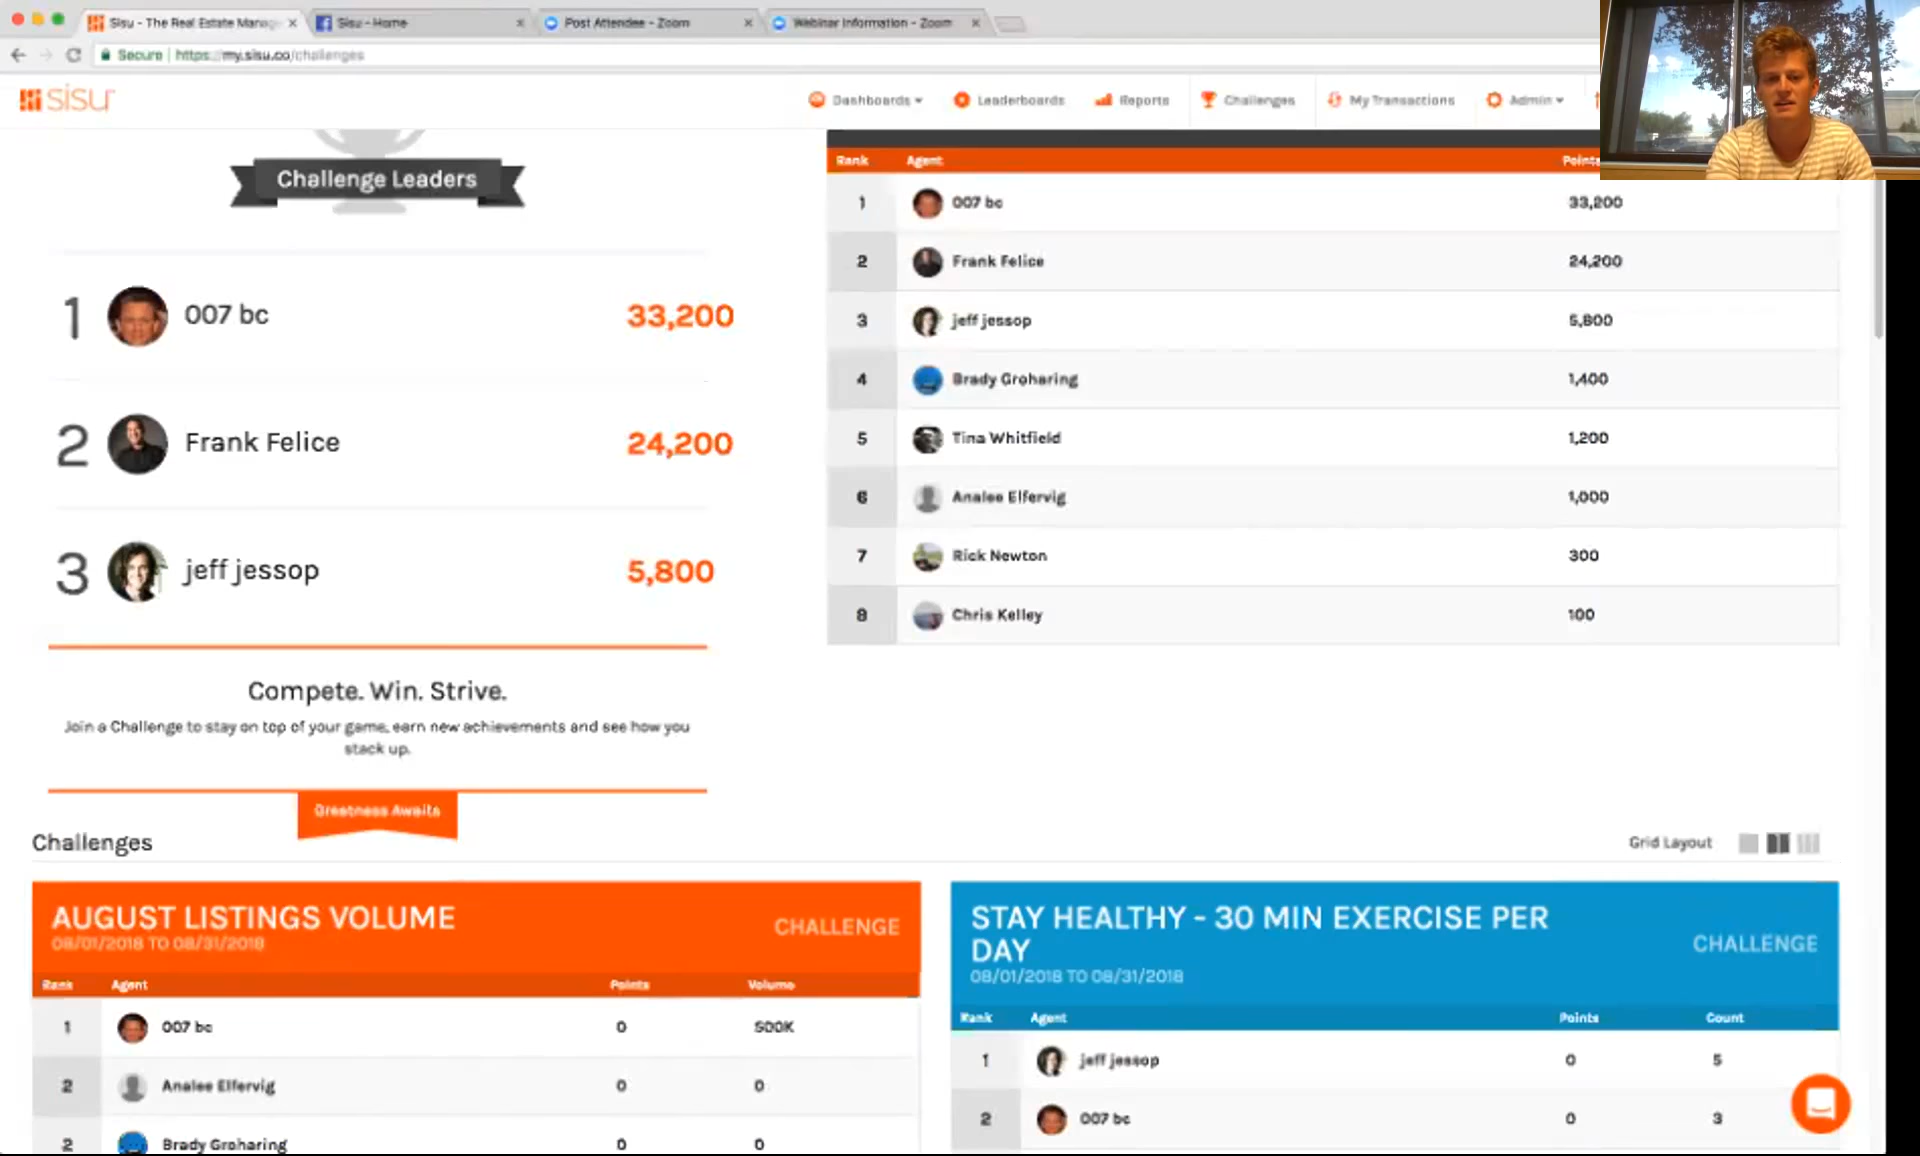 Sisu - The Real Estate Manag
Sisu - Home
Post Attendee - Zoom
Webinar Information - Zoom
Secure
https://my.sisu.co/challenges
sisu
Dashboards
Leaderboards
Reports
Challenges
My Transactions
Admin
Challenge Leaders
1 007 bc 33,200
2 Frank Felice 24,200
3 jeff jessop 5,800
Compete. Win. Strive.
Join a Challenge to stay on top of your game, earn new achievements and see how you
stack up.
Greatness Awaits
Rank Agent Points
1 007 bc 33,200
2 Frank Felice 24,200
3 jeff jessop 5,800
4 Brady Groharing 1,400
5 Tina Whitfield 1,200
6 Analee Elfervig 1,000
7 Rick Newton 300
8 Chris Kelley 100
Challenges
Grid Layout
AUGUST LISTINGS VOLUME
08/01/2018 TO 08/31/2018
CHALLENGE
Rank Agent Points Volume
1 007 bc 0 500K
2 Analee Elfervig 0 0
2 Brady Groharing 0 0
STAY HEALTHY - 30 MIN EXERCISE PER
DAY
08/01/2018 TO 08/31/2018
CHALLENGE
Rank Agent Points Count
1 jeff jessop 0 5
2 007 bc 0 3